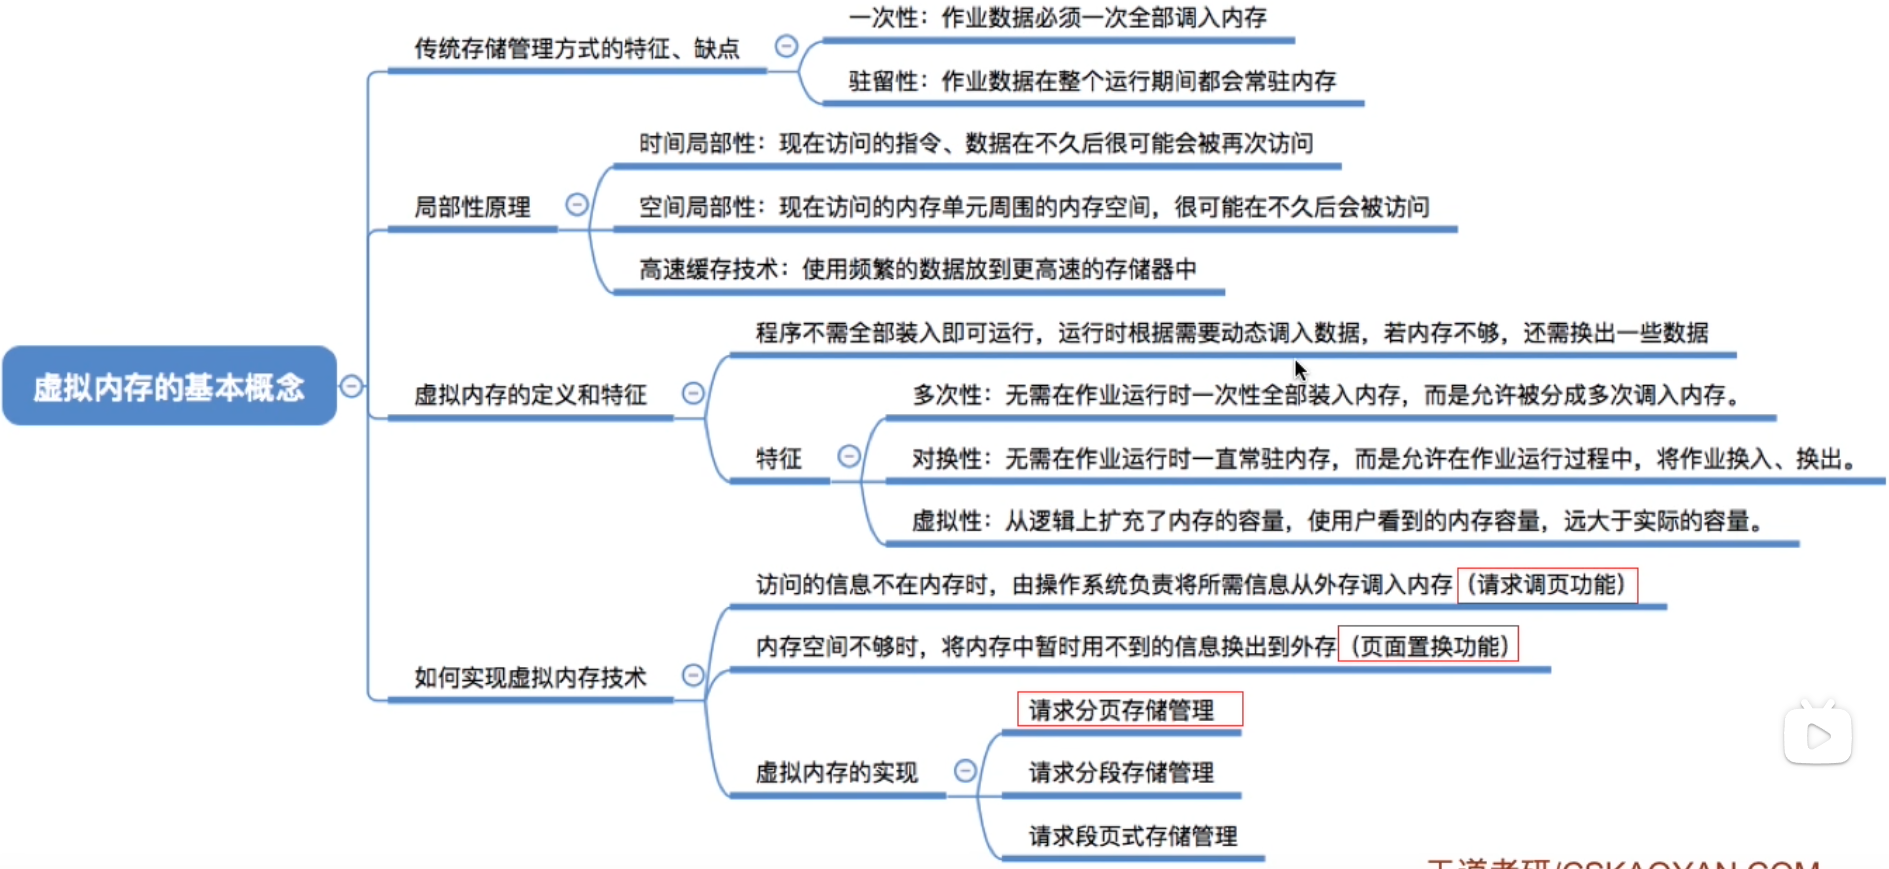 一次性：作业数据必须一次全部调入内存
传统存储管理方式的特征、缺点
驻留性：作业数据在整个运行期间都会常驻内存
时间局部性：现在访问的指令、数据在不久后很可能会被再次访问
局部性原理
空间局部性：现在访问的内存单元周围的内存空间，很可能在不久后会被访问
高速缓存技术：使用频繁的数据放到更高速的存储器中
虚拟内存的基本概念
程序不需全部装入即可运行，运行时根据需要动态调入数据，若内存不够，还需换出一些数据
虚拟内存的定义和特征
多次性：无需在作业运行时一次性全部装入内存，而是允许被分成多次调入内存。
特征
对换性：无需在作业运行时一直常驻内存，而是允许在作业运行过程中，将作业换入、换出。
虚拟性：从逻辑上扩充了内存的容量，使用户看到的内存容量，远大于实际的容量。
访问的信息不在内存时，由操作系统负责将所需信息从外存调入内存（请求调页功能）
内存空间不够时，将内存中暂时用不到的信息换出到外存（页面置换功能）
如何实现虚拟内存技术
请求分页存储管理
虚拟内存的实现
请求分段存储管理
请求段页式存储管理
王道考研/CSKAOYAN.COM